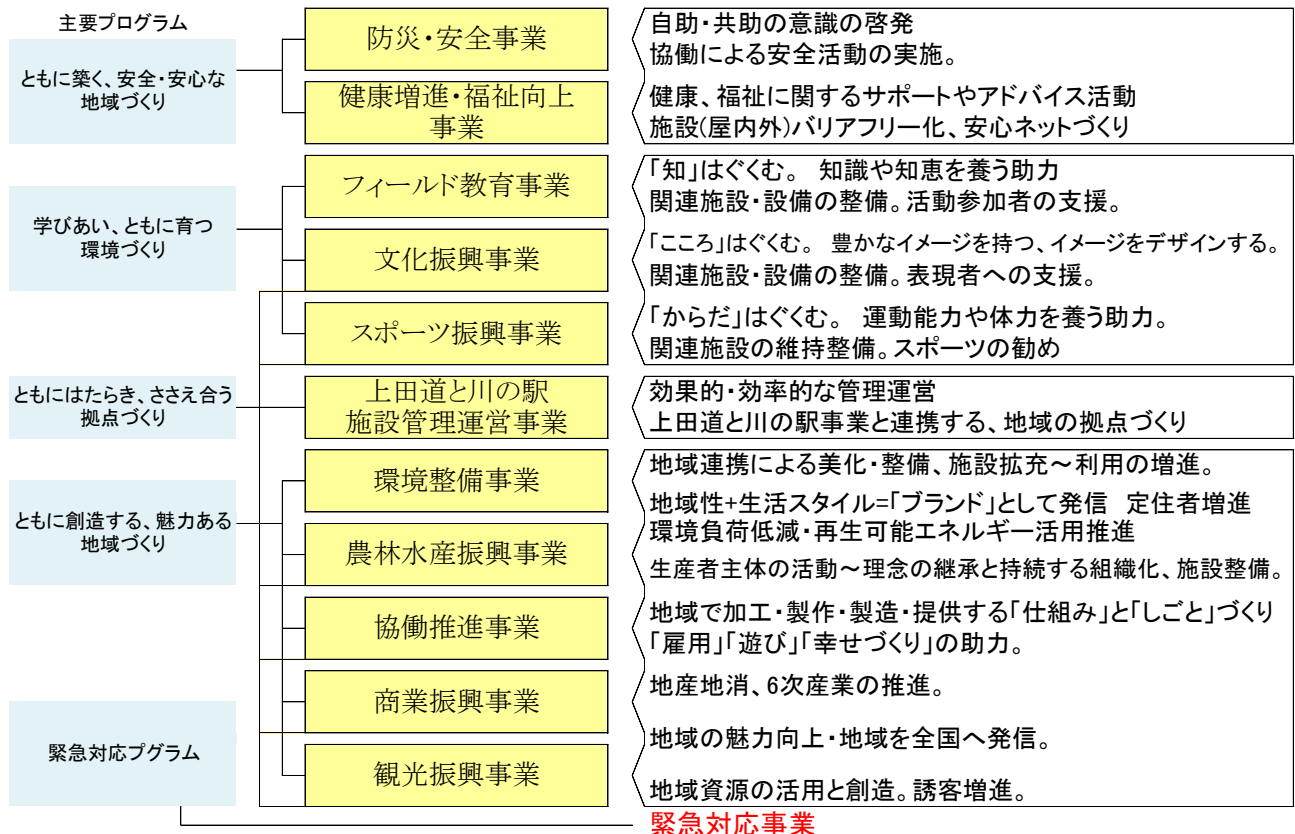 主要プログラム
ともに築く、安全・安心な
地域づくり
防災・安全事業
自助・共助の意識の啓発
協働による安全活動の実施。
健康増進・福祉向上
事業
健康、福祉に関するサポートやアドバイス活動
施設(屋内外)バリアフリー化、安心ネットづくり
学びあい、ともに育つ
環境づくり
フィールド教育事業
「知」はぐくむ。 知識や知恵を養う助力
関連施設・設備の整備。活動参加者の支援。
文化振興事業
「こころ」はぐくむ。 豊かなイメージを持つ、イメージをデザインする。
関連施設・設備の整備。表現者への支援。
スポーツ振興事業
「からだ」はぐくむ。 運動能力や体力を養う助力。
関連施設の維持整備。スポーツの勧め
ともにはたらき、ささえ合う
拠点づくり
上田道と川の駅
施設管理運営事業
効果的・効率的な管理運営
上田道と川の駅事業と連携する、地域の拠点づくり
ともに創造する、魅力ある
地域づくり
環境整備事業
地域連携による美化・整備、施設拡充～利用の増進。
地域性+生活スタイル=「ブランド」として発信 定住者増進
環境負荷低減・再生可能エネルギー活用推進
農林水産振興事業
生産者主体の活動～理念の継承と持続する組織化、施設整備。
協働推進事業
地域で加工・製作・製造・提供する「仕組み」と「しごと」づくり
「雇用」「遊び」「幸せづくり」の助力。
商業振興事業
地産地消、6次産業の推進。
地域の魅力向上・地域を全国へ発信。
観光振興事業
地域資源の活用と創造。誘客増進。
緊急対応プグラム
緊急対応事業